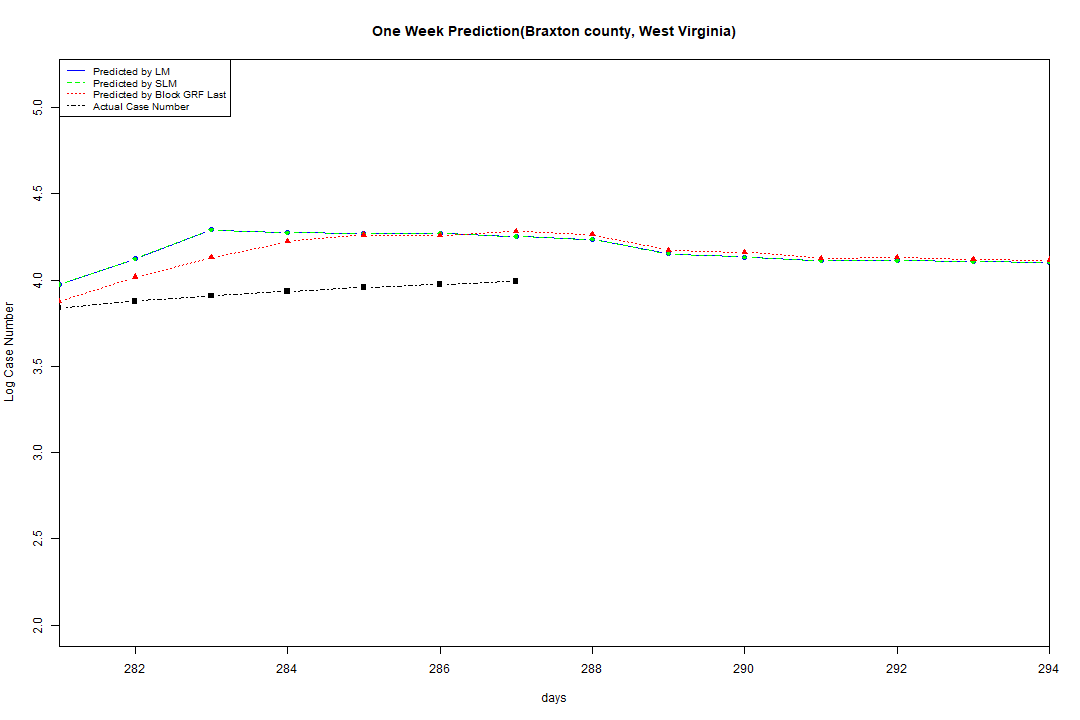 One Week Prediction(Braxton county, West Virginia)
Predicted by LM
Predicted by SLM
Predicted by Block GRF Last
Actual Case Number
5.0
4.5
4.0
3.5
3.0
2.5
2.0
Log Case Number
282 284 286 288 290 292 294
days